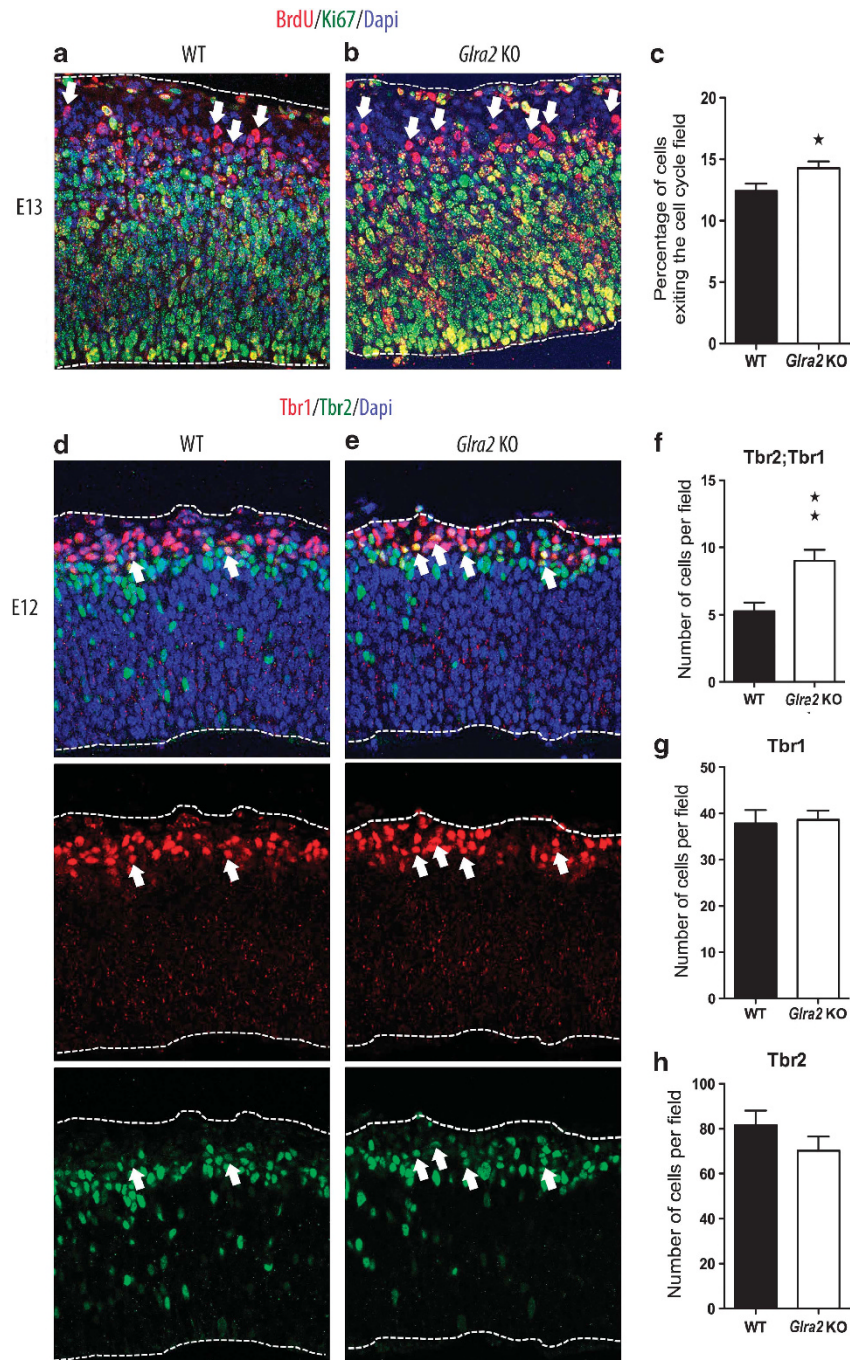 BrdU/Ki67/Dapi
a
WT
b
Glra2 KO
E13
c
Percentage of cells
exiting the cell cycle field
20
15
10
5
0
★
WT
Glra2 KO
Tbr1/Tbr2/Dapi
d
WT
e
Glra2 KO
E12
f
Tbr2;Tbr1
Number of cells per field
15
10
5
0
★
★
WT
Glra2 KO
g
Tbr1
Number of cells per field
50
40
30
20
10
0
WT
Glra2 KO
h
Tbr2
Number of cells per field
100
80
60
40
20
0
WT
Glra2 KO